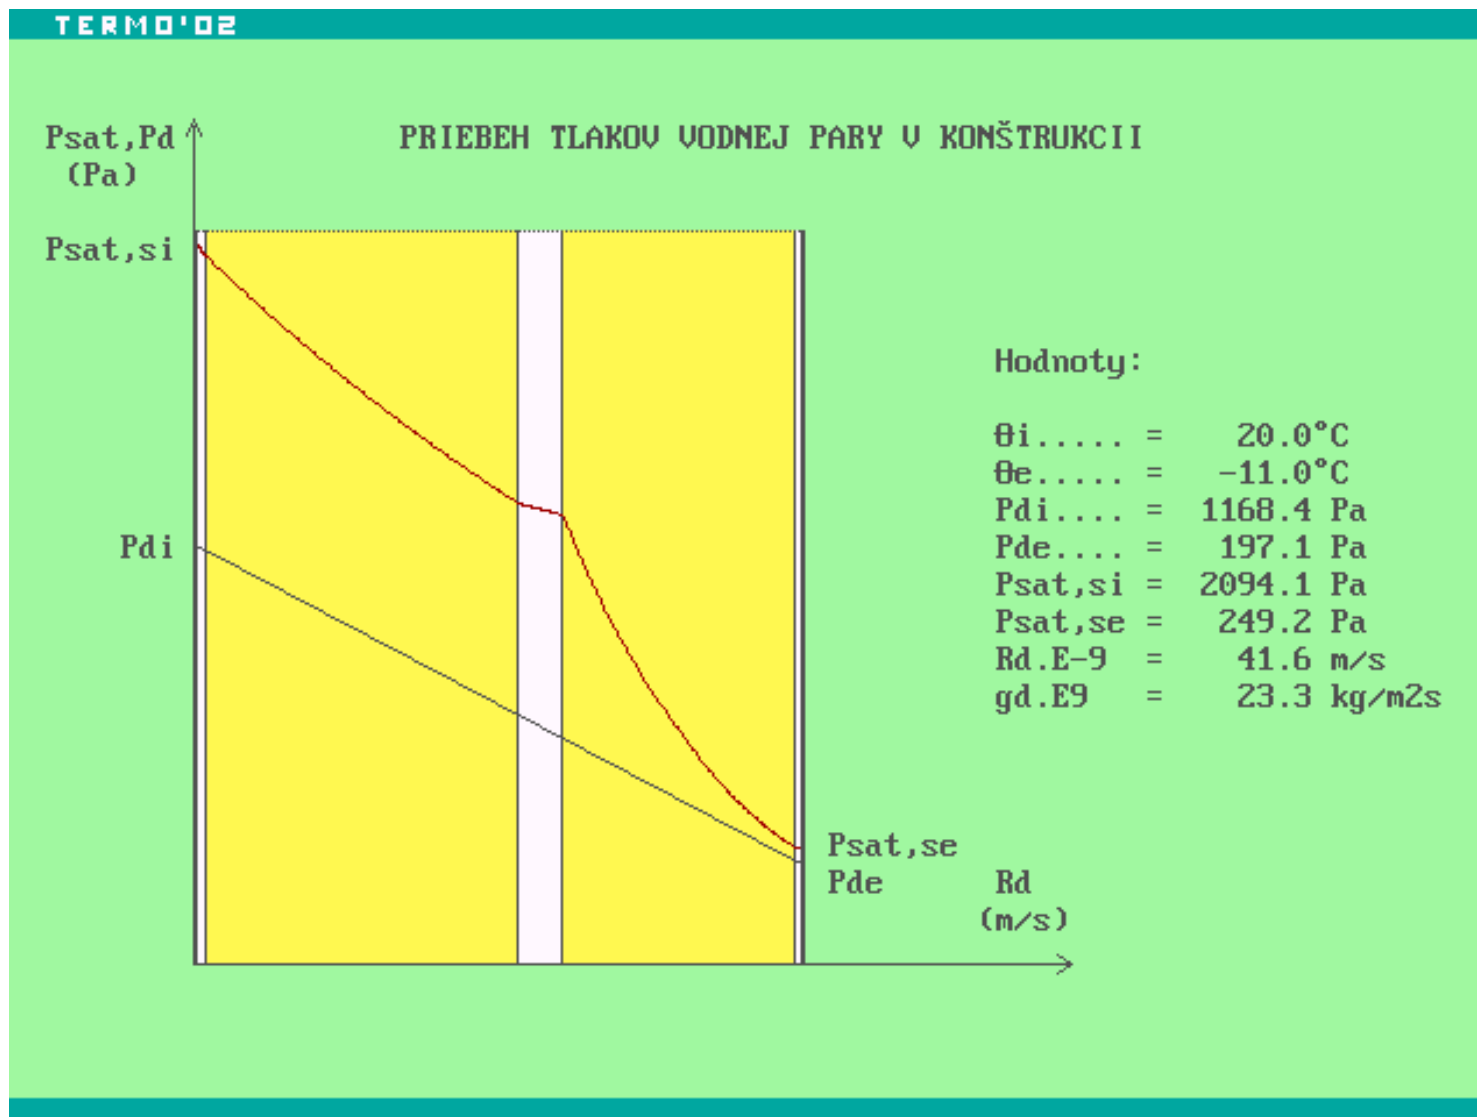 TERMO'02
Psat,Pd
(Pa)
PRIEBEH TLAKOV VODNEJ PARY V KONŠTRUKCII
Psat,si
Pdi
Hodnoty:
θi..... = 20.0°C
θe..... = -11.0°C
Pdi.... = 1168.4 Pa
Pde.... = 197.1 Pa
Psat,si = 2094.1 Pa
Psat,se = 249.2 Pa
Rd.E-9 = 41.6 m/s
gd.E9 = 23.3 kg/m2s
Psat,se
Pde
Rd
(m/s)